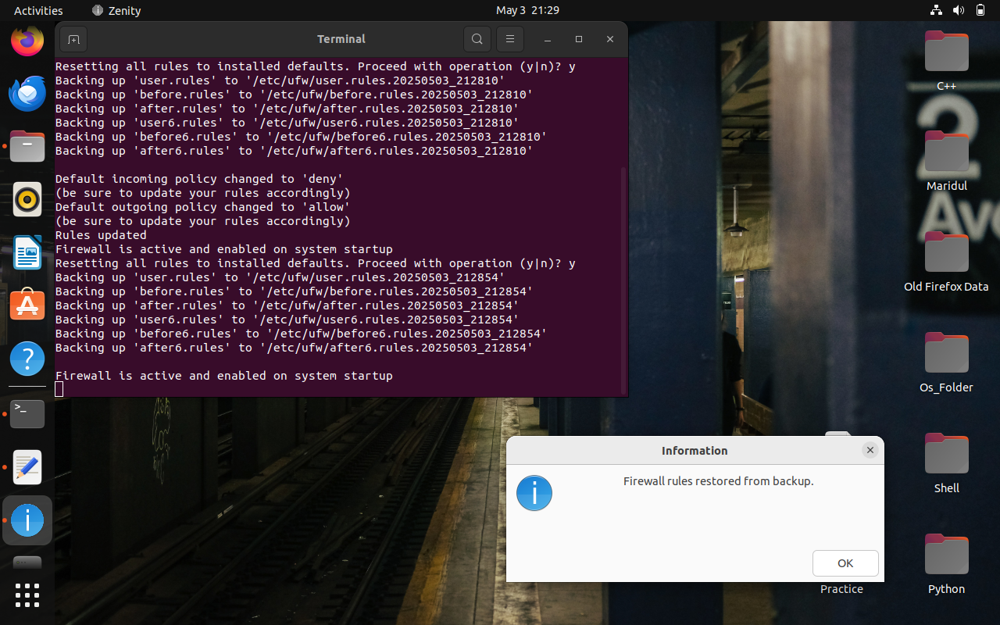 Activities
Zenity
May 3 21:29
Terminal
Resetting all rules to installed defaults. Proceed with operation (y|n)? y
Backing up 'user.rules' to '/etc/ufw/user.rules.20250503_212810'
Backing up 'before.rules' to '/etc/ufw/before.rules.20250503_212810'
Backing up 'after.rules' to '/etc/ufw/after.rules.20250503_212810'
Backing up 'user6.rules' to '/etc/ufw/user6.rules.20250503_212810'
Backing up 'before6.rules' to '/etc/ufw/before6.rules.20250503_212810'
Backing up 'after6.rules' to '/etc/ufw/after6.rules.20250503_212810'
Default incoming policy changed to 'deny'
(be sure to update your rules accordingly)
Default outgoing policy changed to 'allow'
(be sure to update your rules accordingly)
Rules updated
Firewall is active and enabled on system startup
Resetting all rules to installed defaults. Proceed with operation (y|n)? y
Backing up 'user.rules' to '/etc/ufw/user.rules.20250503_212854'
Backing up 'before.rules' to '/etc/ufw/before.rules.20250503_212854'
Backing up 'after.rules' to '/etc/ufw/after.rules.20250503_212854'
Backing up 'user6.rules' to '/etc/ufw/user6.rules.20250503_212854'
Backing up 'before6.rules' to '/etc/ufw/before6.rules.20250503_212854'
Backing up 'after6.rules' to '/etc/ufw/after6.rules.20250503_212854'
Firewall is active and enabled on system startup
C++
2
Maridul
Av
Old Firefox Data
Os_Folder
Shell
Python
Practice
Information
Firewall rules restored from backup.
OK